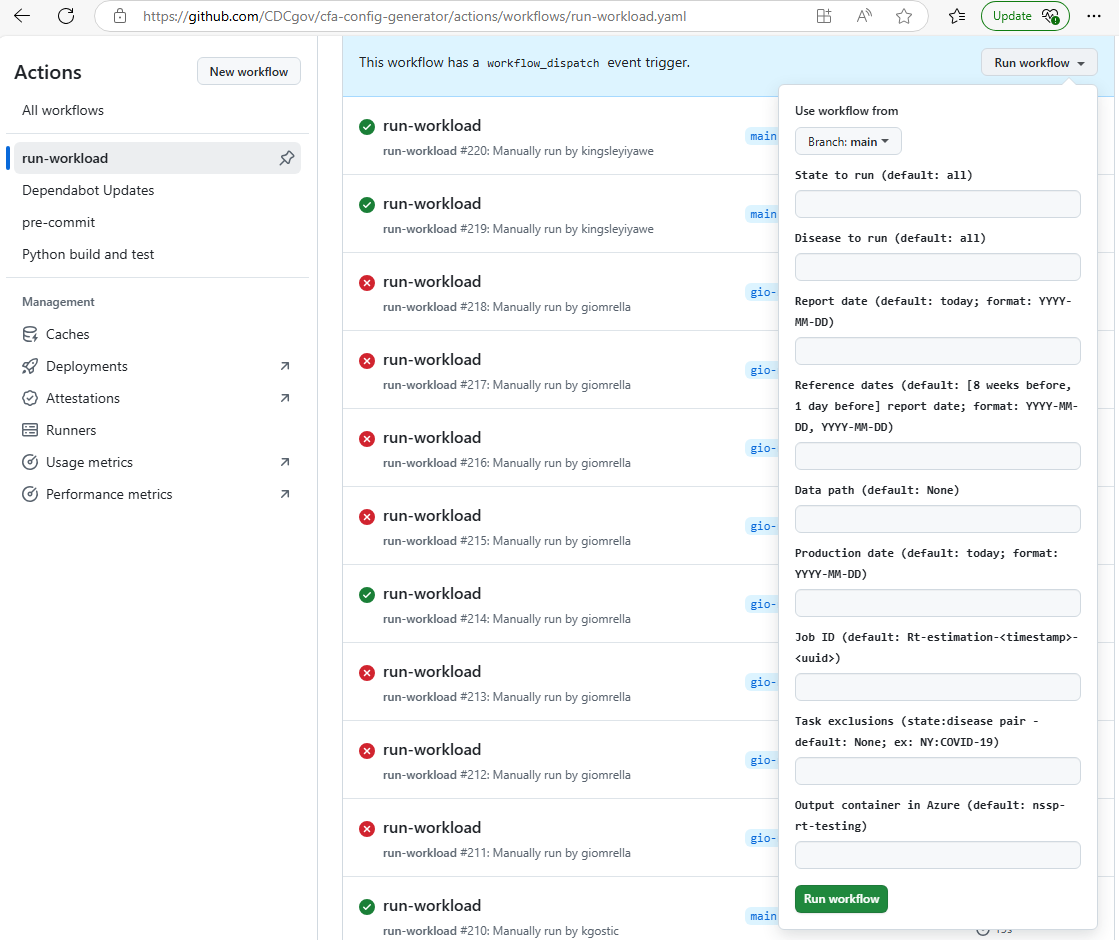 https://github.com/CDCgov/cfa-config-generator/actions/workflows/run-workload.yaml
Update
Actions
New workflow
All workflows
run-workload
Dependabot Updates
pre-commit
Python build and test
Management
Caches
Deployments
Attestations
Runners
Usage metrics
Performance metrics
This workflow has a workflow_dispatch event trigger.
Run workflow
run-workload
main
run-workload #220: Manually run by kingsleyiyawe
run-workload
main
run-workload #219: Manually run by kingsleyiyawe
run-workload
gio-
run-workload #218: Manually run by giomrella
run-workload
gio-
run-workload #217: Manually run by giomrella
run-workload
gio-
run-workload #216: Manually run by giomrella
run-workload
gio-
run-workload #215: Manually run by giomrella
run-workload
gio-
run-workload #214: Manually run by giomrella
run-workload
gio-
run-workload #213: Manually run by giomrella
run-workload
gio-
run-workload #212: Manually run by giomrella
run-workload
gio-
run-workload #211: Manually run by giomrella
run-workload
main
run-workload #210: Manually run by kgostic
Use workflow from
Branch: main
State to run (default: all)
Disease to run (default: all)
Report date (default: today; format: YYYY-
MM-DD)
Reference dates (default: [8 weeks before,
1 day before] report date; format: YYYY-MM-
DD, YYYY-MM-DD)
Data path (default: None)
Production date (default: today; format:
YYYY-MM-DD)
Job ID (default: Rt-estimation-<timestamp>-
<uuid>)
Task exclusions (state:disease pair -
default: None; ex: NY:COVID-19)
Output container in Azure (default: nssp-
rt-testing)
Run workflow